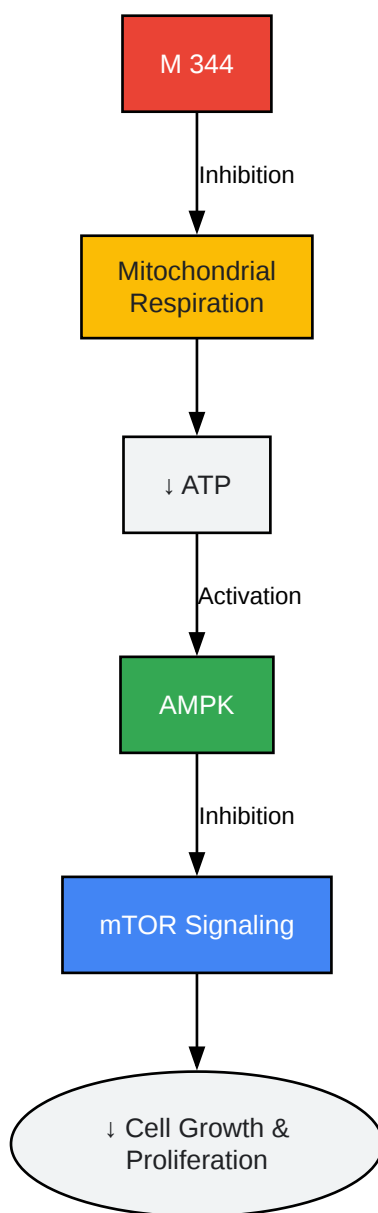 M 344
Inhibition
Mitochondrial
Respiration
↓ ATP
Activation
AMPK
Inhibition
mTOR Signaling
↓ Cell Growth &
Proliferation